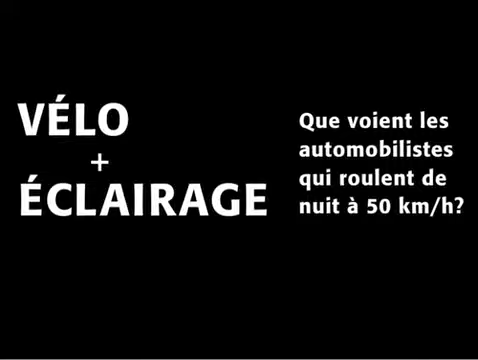 VÉLO
+
ÉCLAIRAGE
Que voient les
automobilistes
qui roulent de
nuit à 50 km/h?